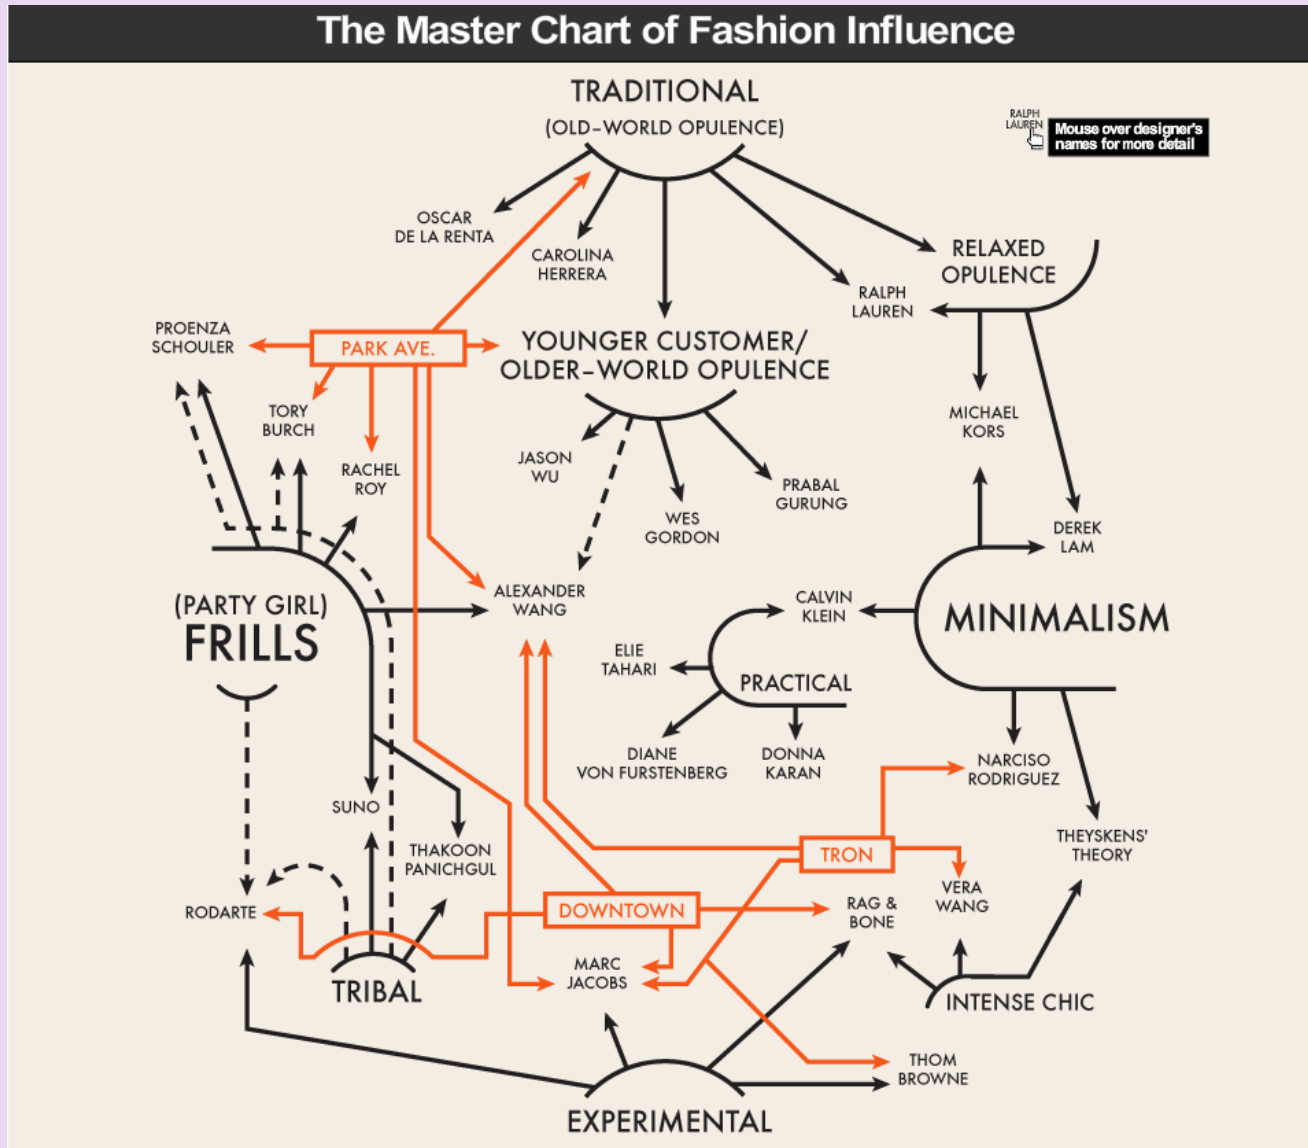 The Master Chart of Fashion Influence
TRADITIONAL
(OLD–WORLD OPULENCE)
RALPH
LAUREN
Mouse over designer's
names for more detail
OSCAR
DE LA RENTA
CAROLINA
HERRERA
RELAXED
OPULENCE
RALPH
LAUREN
PROENZA
SCHOULER
PARK AVE.
YOUNGER CUSTOMER/
OLDER–WORLD OPULENCE
TORY
BURCH
RACHEL
ROY
JASON
WU
WES
GORDON
PRABAL
GURUNG
MICHAEL
KORS
DEREK
LAM
(PARTY GIRL)
FRILLS
ALEXANDER
WANG
CALVIN
KLEIN
MINIMALISM
ELIE
TAHARI
PRACTICAL
DIANE
VON FURSTENBERG
DONNA
KARAN
NARCISO
RODRIGUEZ
SUNO
THAKOON
PANICHGUL
TRON
THEYSKENS'
THEORY
RODARTE
DOWNTOWN
RAG &
BONE
VERA
WANG
TRIBAL
MARC
JACOBS
INTENSE CHIC
THOM
BROWNE
EXPERIMENTAL